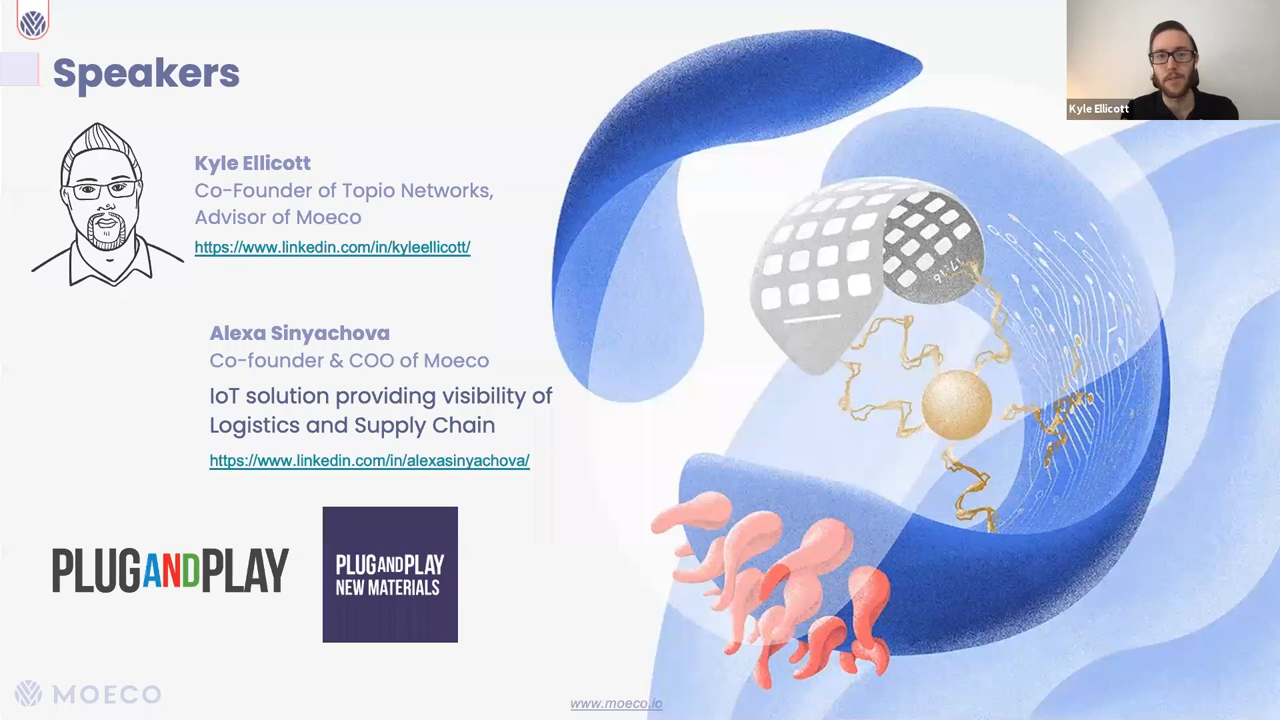 Speakers
Kyle Ellicott
Kyle Ellicott
Co-Founder of Topio Networks,
Advisor of Moeco
https://www.linkedin.com/in/kyleellicott/
17:16
Alexa Sinyachova
Co-founder & COO of Moeco
IoT solution providing visibility of
Logistics and Supply Chain
https://www.linkedin.com/in/alexasinyachova/
PLUGANDPLAY
PLUGANDPLAY
NEW MATERIALS
MOECO
www.moeco.io